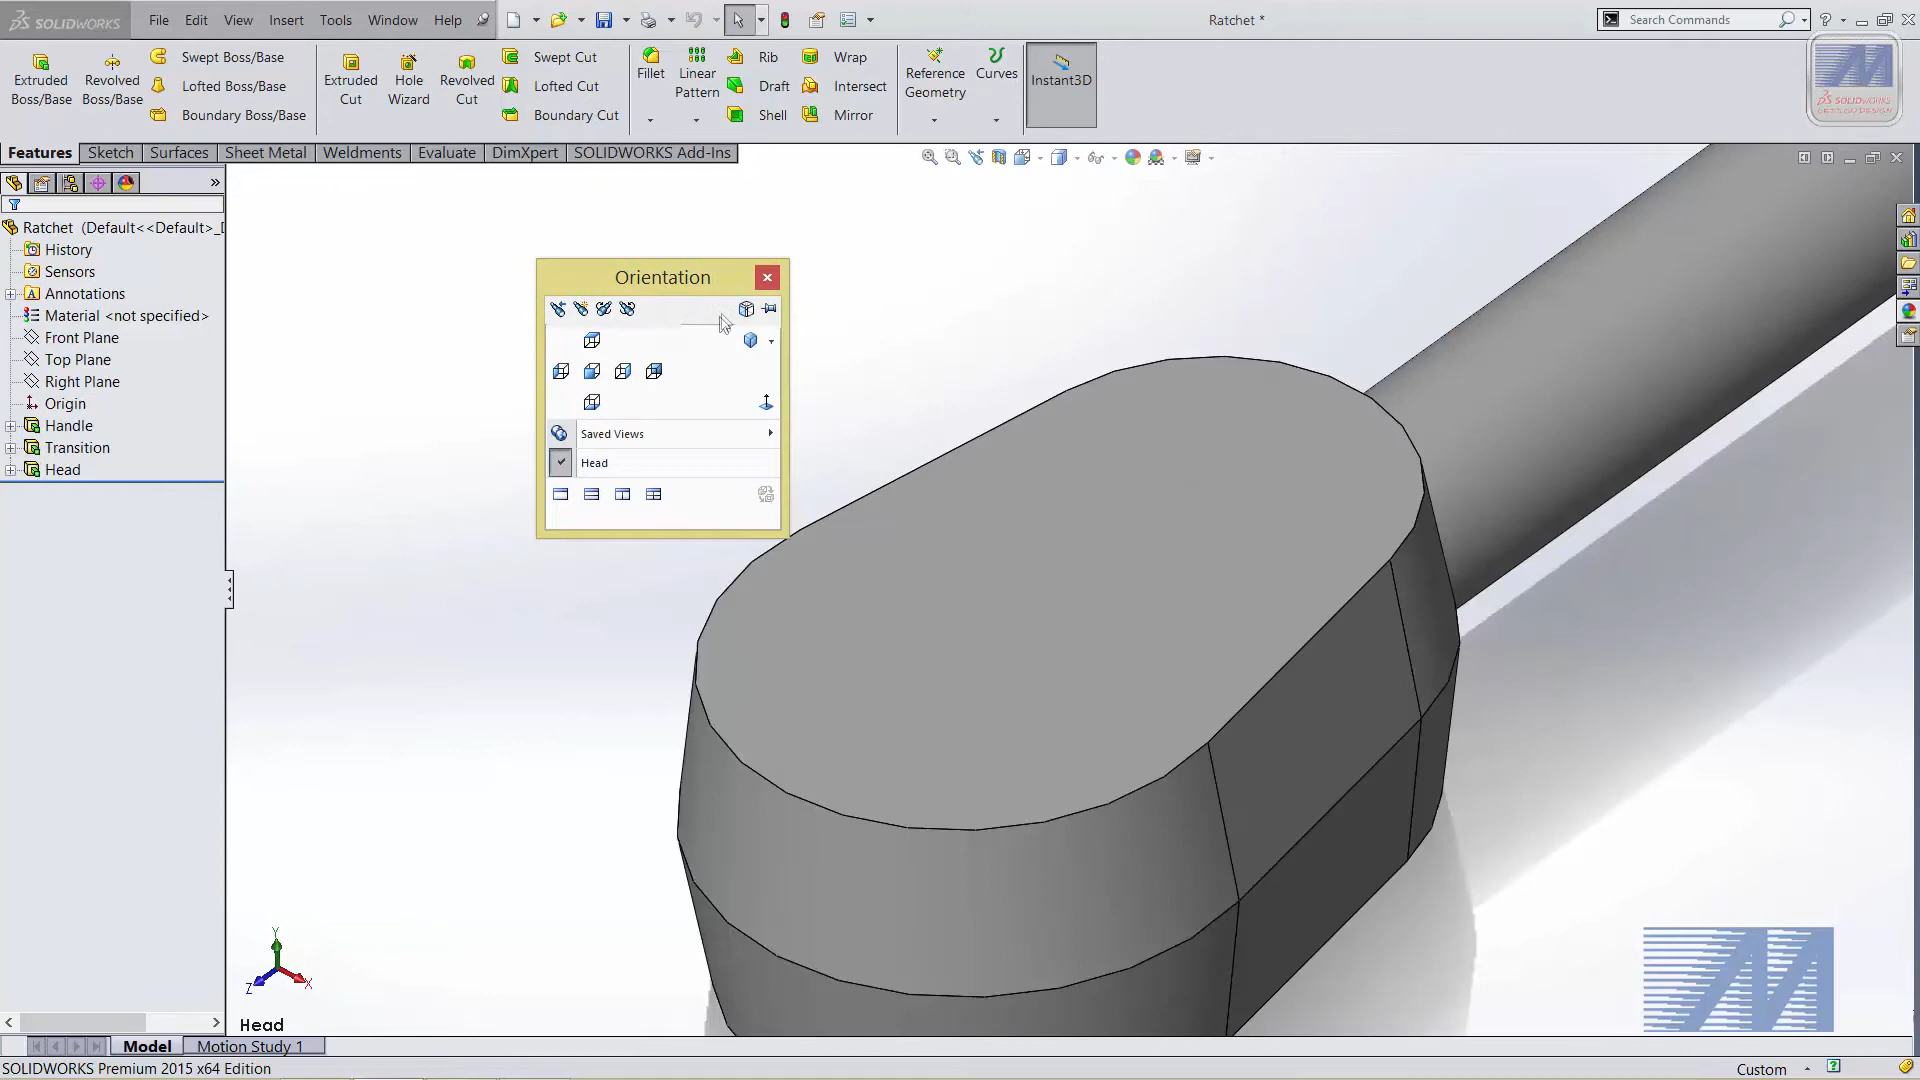 SOLIDWORKS File Edit View Insert Tools Window Help Ratchet * Search Commands
Extruded Boss/Base
Revolved Boss/Base
Swept Boss/Base
Lofted Boss/Base
Boundary Boss/Base
Extruded Cut
Hole Wizard
Revolved Cut
Swept Cut
Lofted Cut
Boundary Cut
Fillet
Linear Pattern
Rib
Draft
Shell
Wrap
Intersect
Mirror
Reference Geometry
Curves
Instant3D
SOLIDWORKS
Features Sketch Surfaces Sheet Metal Weldments Evaluate DimXpert SOLIDWORKS Add-Ins
Ratchet (Default<<Default>_
History
Sensors
Annotations
Material <not specified>
Front Plane
Top Plane
Right Plane
Origin
Handle
Transition
Head
Orientation
Saved Views
Head
Y
Z
X
Head
Model Motion Study 1
SOLIDWORKS Premium 2015 x64 Edition Custom